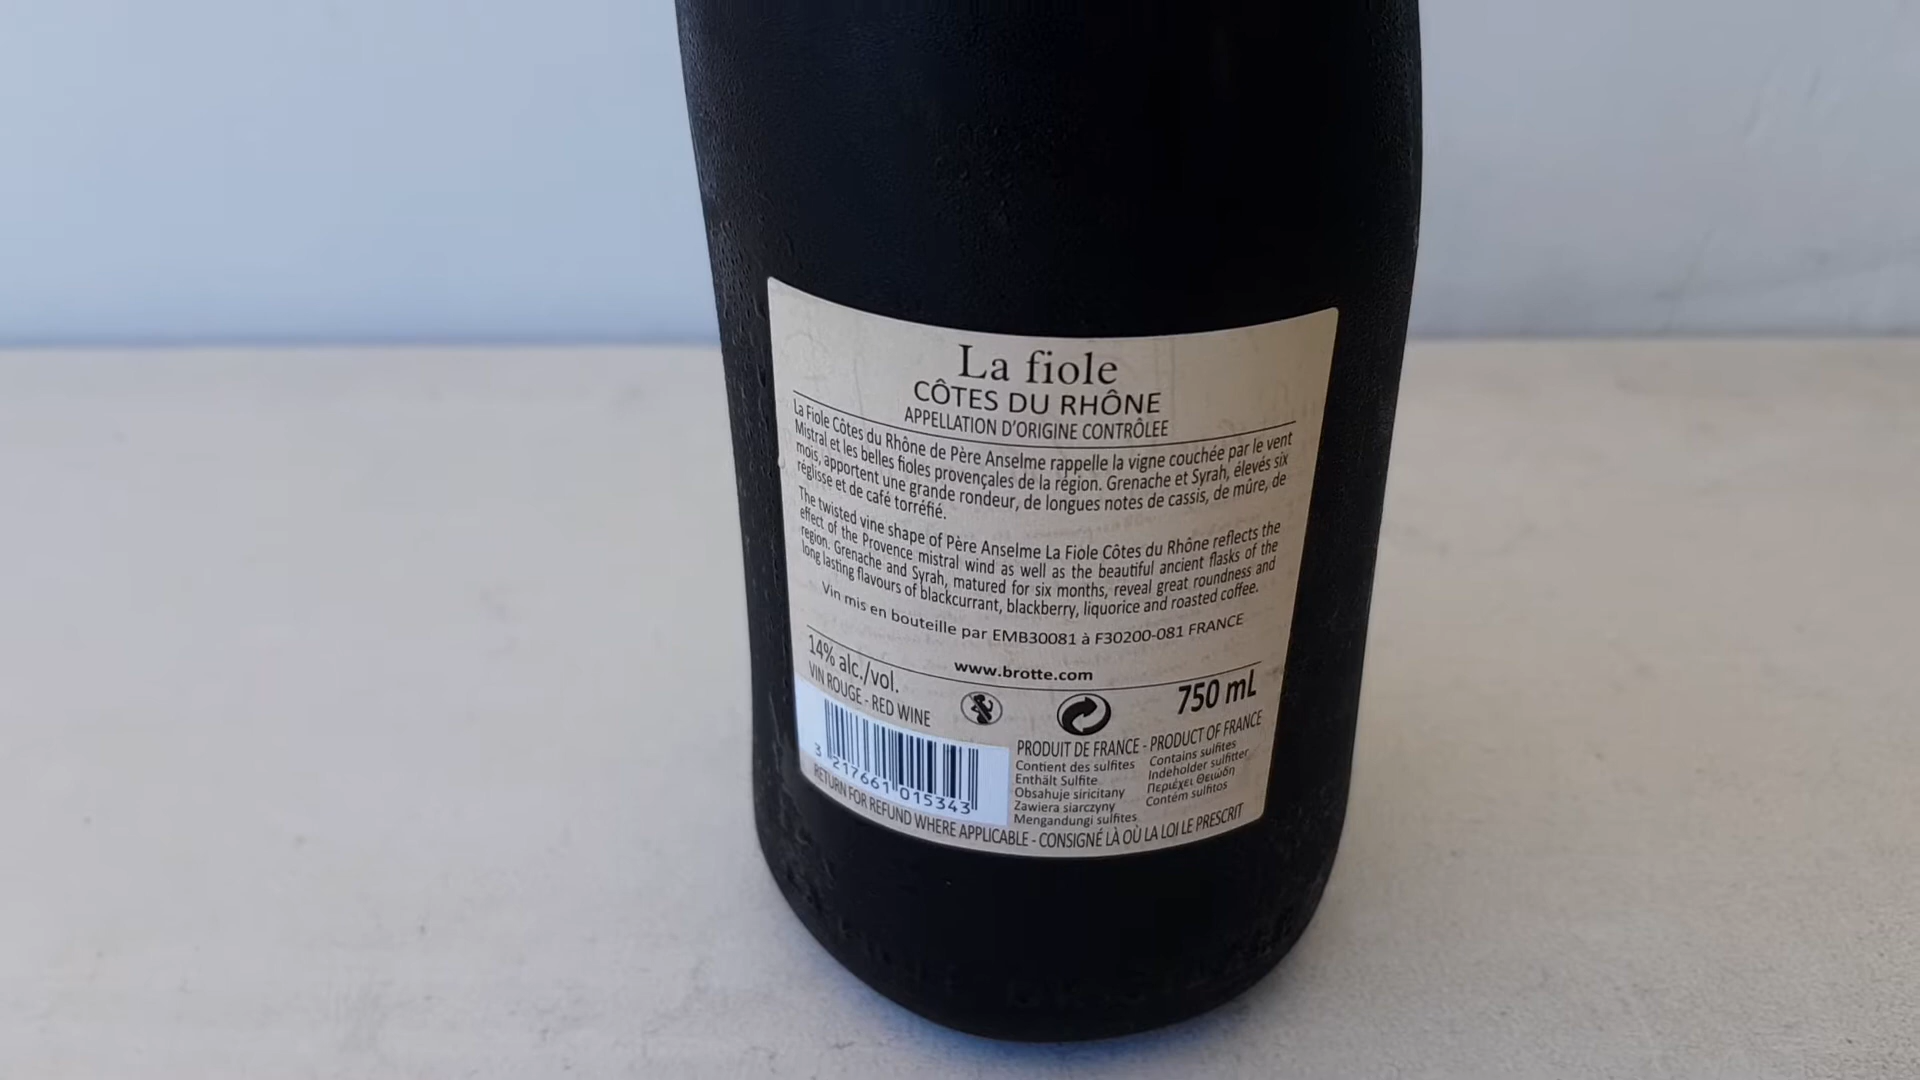 La fiole
CÔTES DU RHÔNE
APPELLATION D'ORIGINE CONTRÔLEE
La Fiole Côtes du Rhône de Père Anselme rappelle la vigne couchée par le vent
Mistral et les belles fioles provençales de la région. Grenache et Syrah, élevés six
mois, apportent une grande rondeur, de longues notes de cassis, de mûre, de
réglisse et de café torréfié.
The twisted vine shape of Père Anselme La Fiole Côtes du Rhône reflects the
effect of the Provence mistral wind as well as the beautiful ancient flasks of the
region. Grenache and Syrah, matured for six months, reveal great roundness and
long lasting flavours of blackcurrant, blackberry, liquorice and roasted coffee.
Vin mis en bouteille par EMB30081 à F30200-081 FRANCE
www.brotte.com
14% alc./vol.
VIN ROUGE - RED WINE
750 mL
3 217661 015343
PRODUIT DE FRANCE - PRODUCT OF FRANCE
Contient des sulfites
Enthält Sulfite
Obsahuje siricitany
Zawiera siarczyny
Mengandungi sulfites
Contains sulfites
Indeholder sulfitter
Περιέχει Θειώδη
Contém sulfitos
RETURN FOR REFUND WHERE APPLICABLE - CONSIGNÉ LÀ OÙ LA LOI LE PRESCRIT